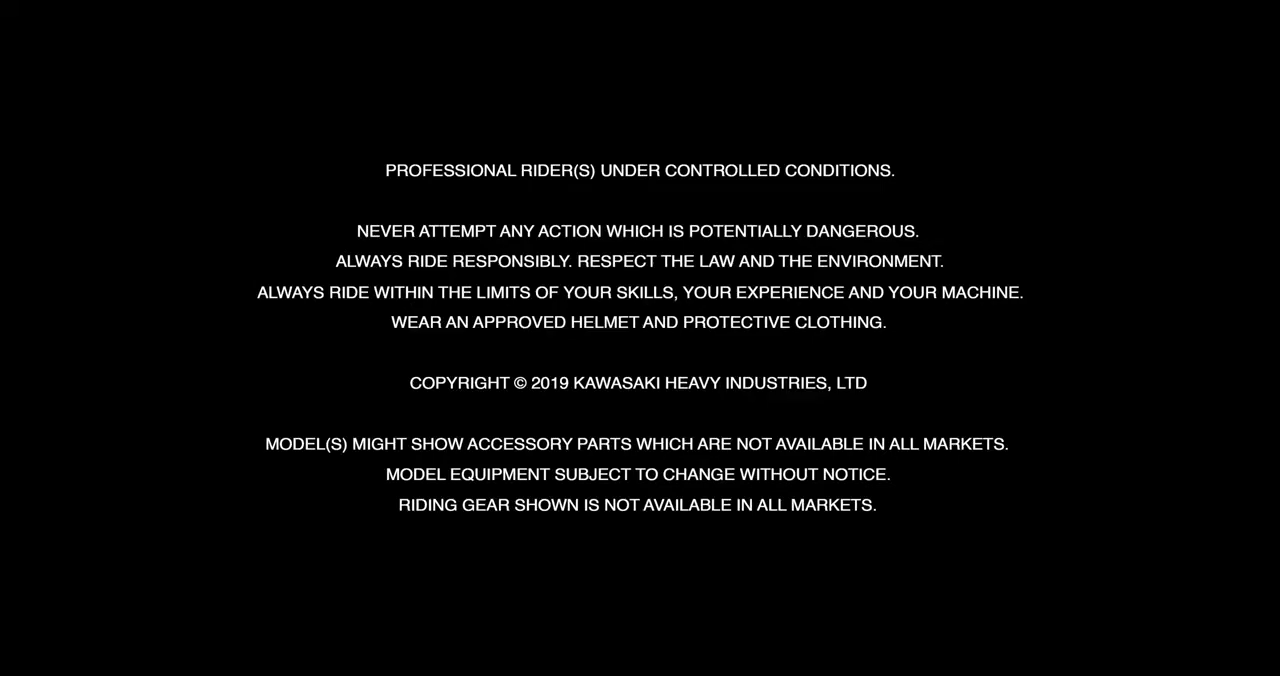 PROFESSIONAL RIDER(S) UNDER CONTROLLED CONDITIONS.
NEVER ATTEMPT ANY ACTION WHICH IS POTENTIALLY DANGEROUS.
ALWAYS RIDE RESPONSIBLY. RESPECT THE LAW AND THE ENVIRONMENT.
ALWAYS RIDE WITHIN THE LIMITS OF YOUR SKILLS, YOUR EXPERIENCE AND YOUR MACHINE.
WEAR AN APPROVED HELMET AND PROTECTIVE CLOTHING.
COPYRIGHT © 2019 KAWASAKI HEAVY INDUSTRIES, LTD
MODEL(S) MIGHT SHOW ACCESSORY PARTS WHICH ARE NOT AVAILABLE IN ALL MARKETS.
MODEL EQUIPMENT SUBJECT TO CHANGE WITHOUT NOTICE.
RIDING GEAR SHOWN IS NOT AVAILABLE IN ALL MARKETS.